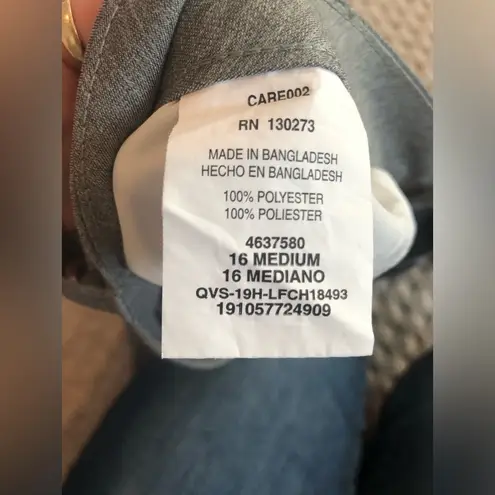 CARE002
RN 130273
MADE IN BANGLADESH
HECHO EN BANGLADESH
100% POLYESTER
100% POLIESTER
4637580
16 MEDIUM
16 MEDIANO
QVS-19H-LFCH18493
191057724909